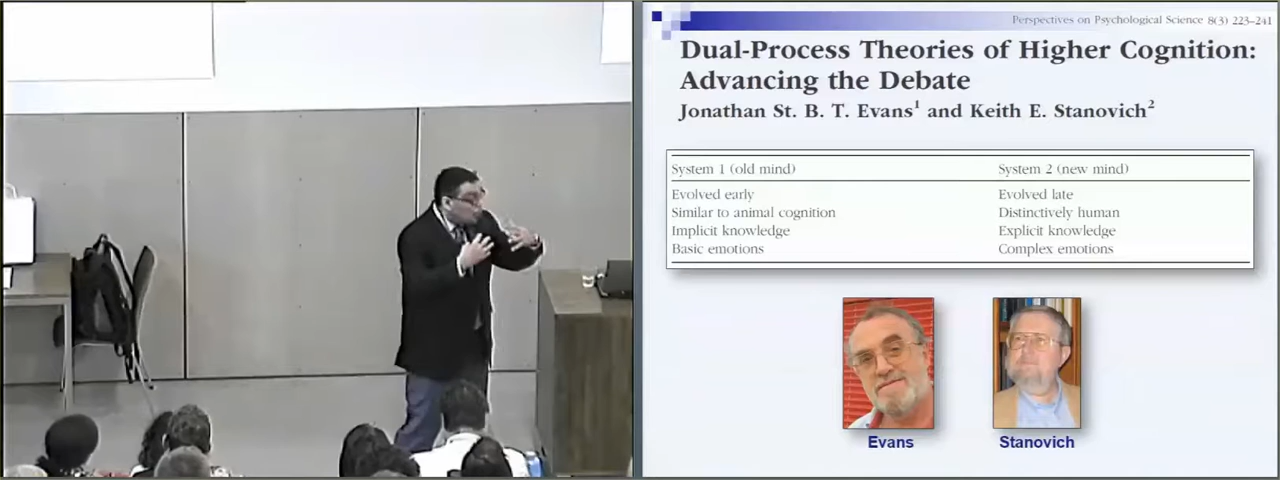 Perspectives on Psychological Science 8(3) 223–241
Dual-Process Theories of Higher Cognition:
Advancing the Debate
Jonathan St. B. T. Evans1 and Keith E. Stanovich2
System 1 (old mind) System 2 (new mind)
Evolved early Evolved late
Similar to animal cognition Distinctively human
Implicit knowledge Explicit knowledge
Basic emotions Complex emotions
Evans Stanovich